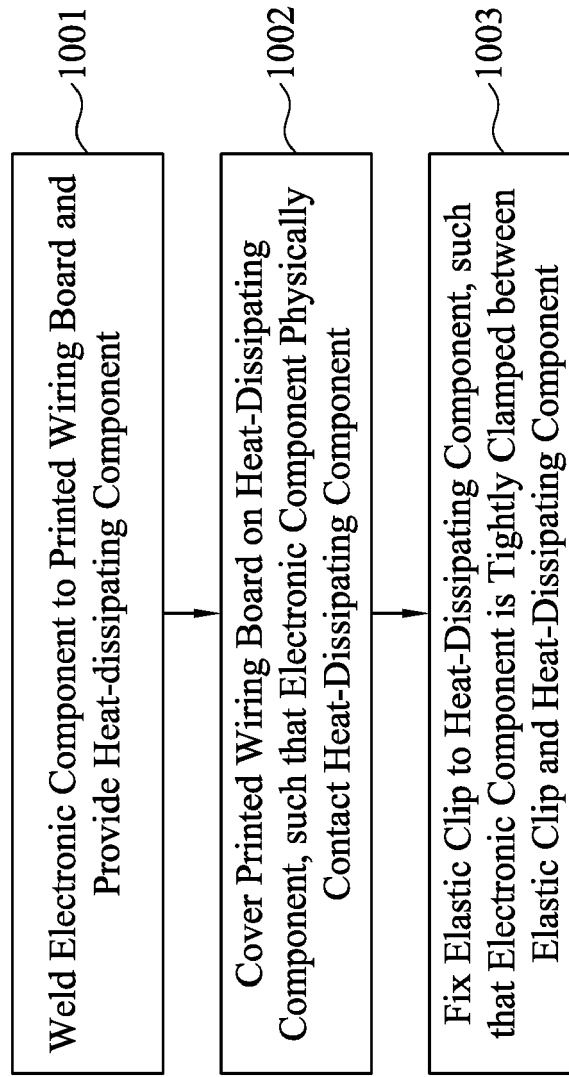 Weld Electronic Component to Printed Wiring Board and
Provide Heat-dissipating Component
1001
Cover Printed Wiring Board on Heat-Dissipating
Component, such that Electronic Component Physically
Contact Heat-Dissipating Component
1002
Fix Elastic Clip to Heat-Dissipating Component, such
that Electronic Component is Tightly Clamped between
Elastic Clip and Heat-Dissipating Component
1003